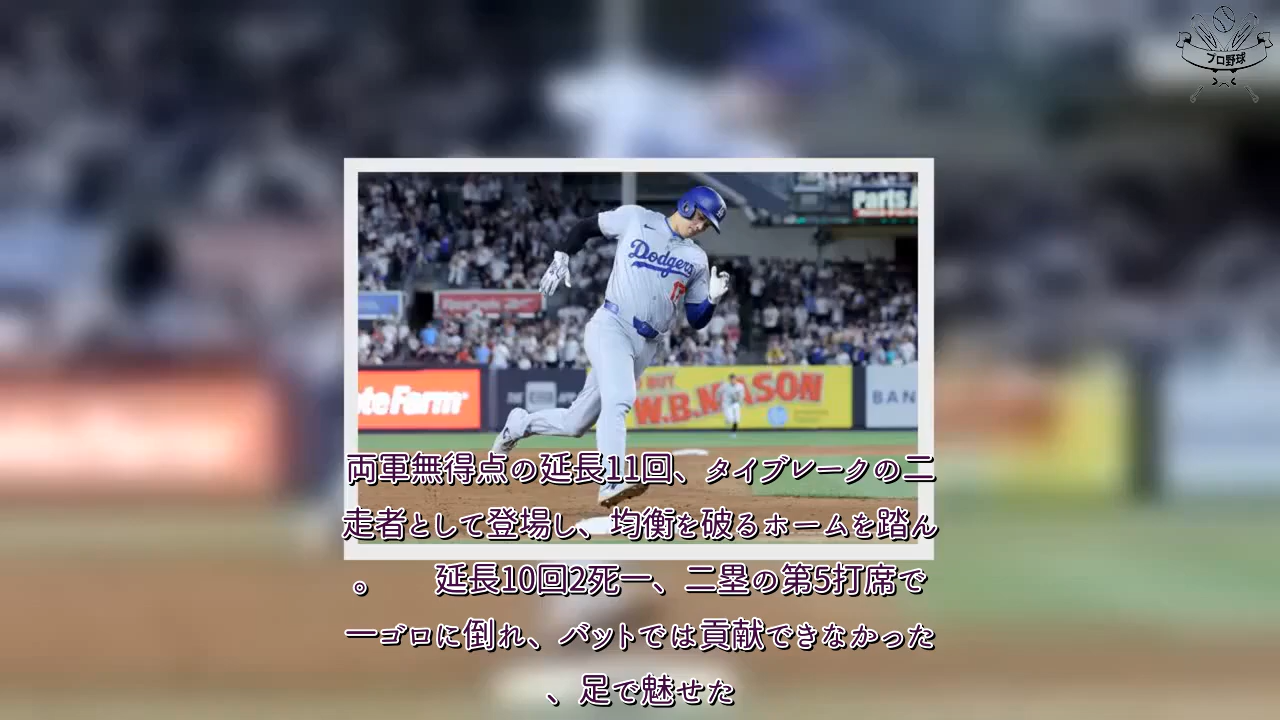 プロ野球
Parts
Dodgers
17
ate Farm
BUT
W.B.MASON
BAN
両軍無得点の延長11回、タイブレークの二
走者として登場し、均衡を破るホームを踏ん
。　　延長10回2死一、二塁の第5打席で
一ゴロに倒れ、バットでは貢献できなかった
、足で魅せた